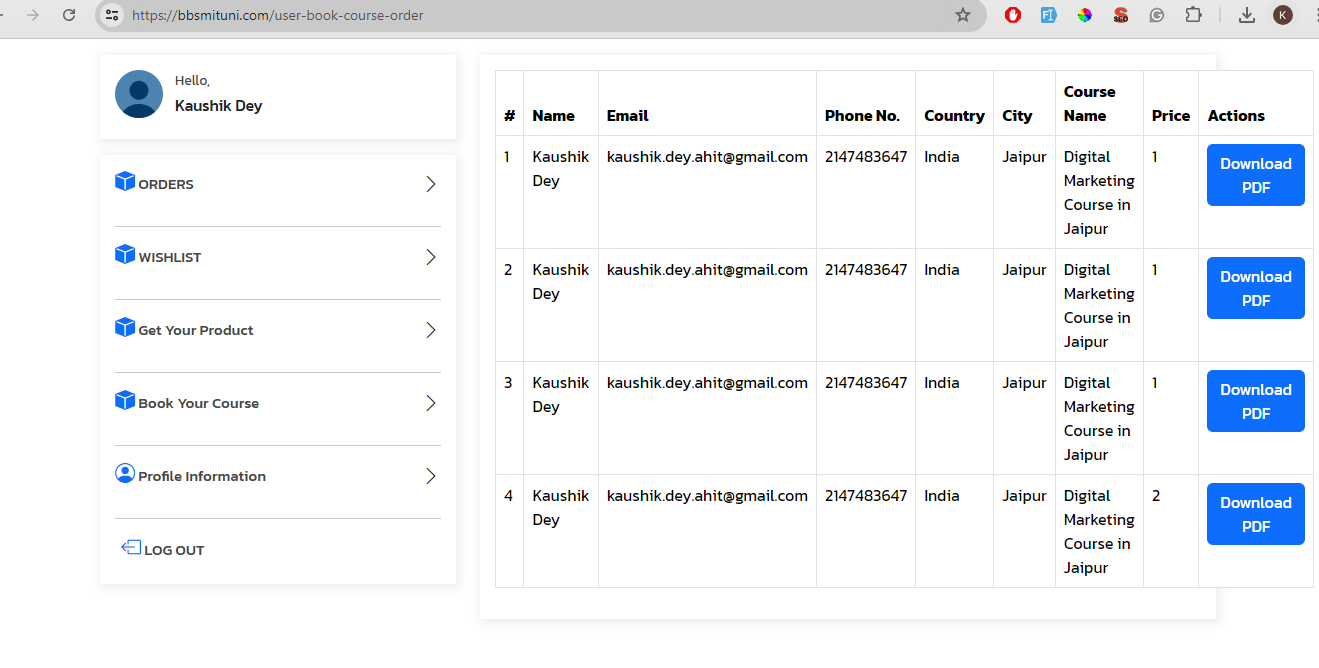 https://bbsmituni.com/user-book-course-order
FI
SEO
K
Hello,
Kaushik Dey
ORDERS
WISHLIST
Get Your Product
Book Your Course
Profile Information
LOG OUT
# Name Email Phone No. Country City Course Name Price Actions
1 Kaushik Dey kaushik.dey.ahit@gmail.com 2147483647 India Jaipur Digital Marketing Course in Jaipur 1 Download PDF
2 Kaushik Dey kaushik.dey.ahit@gmail.com 2147483647 India Jaipur Digital Marketing Course in Jaipur 1 Download PDF
3 Kaushik Dey kaushik.dey.ahit@gmail.com 2147483647 India Jaipur Digital Marketing Course in Jaipur 1 Download PDF
4 Kaushik Dey kaushik.dey.ahit@gmail.com 2147483647 India Jaipur Digital Marketing Course in Jaipur 2 Download PDF